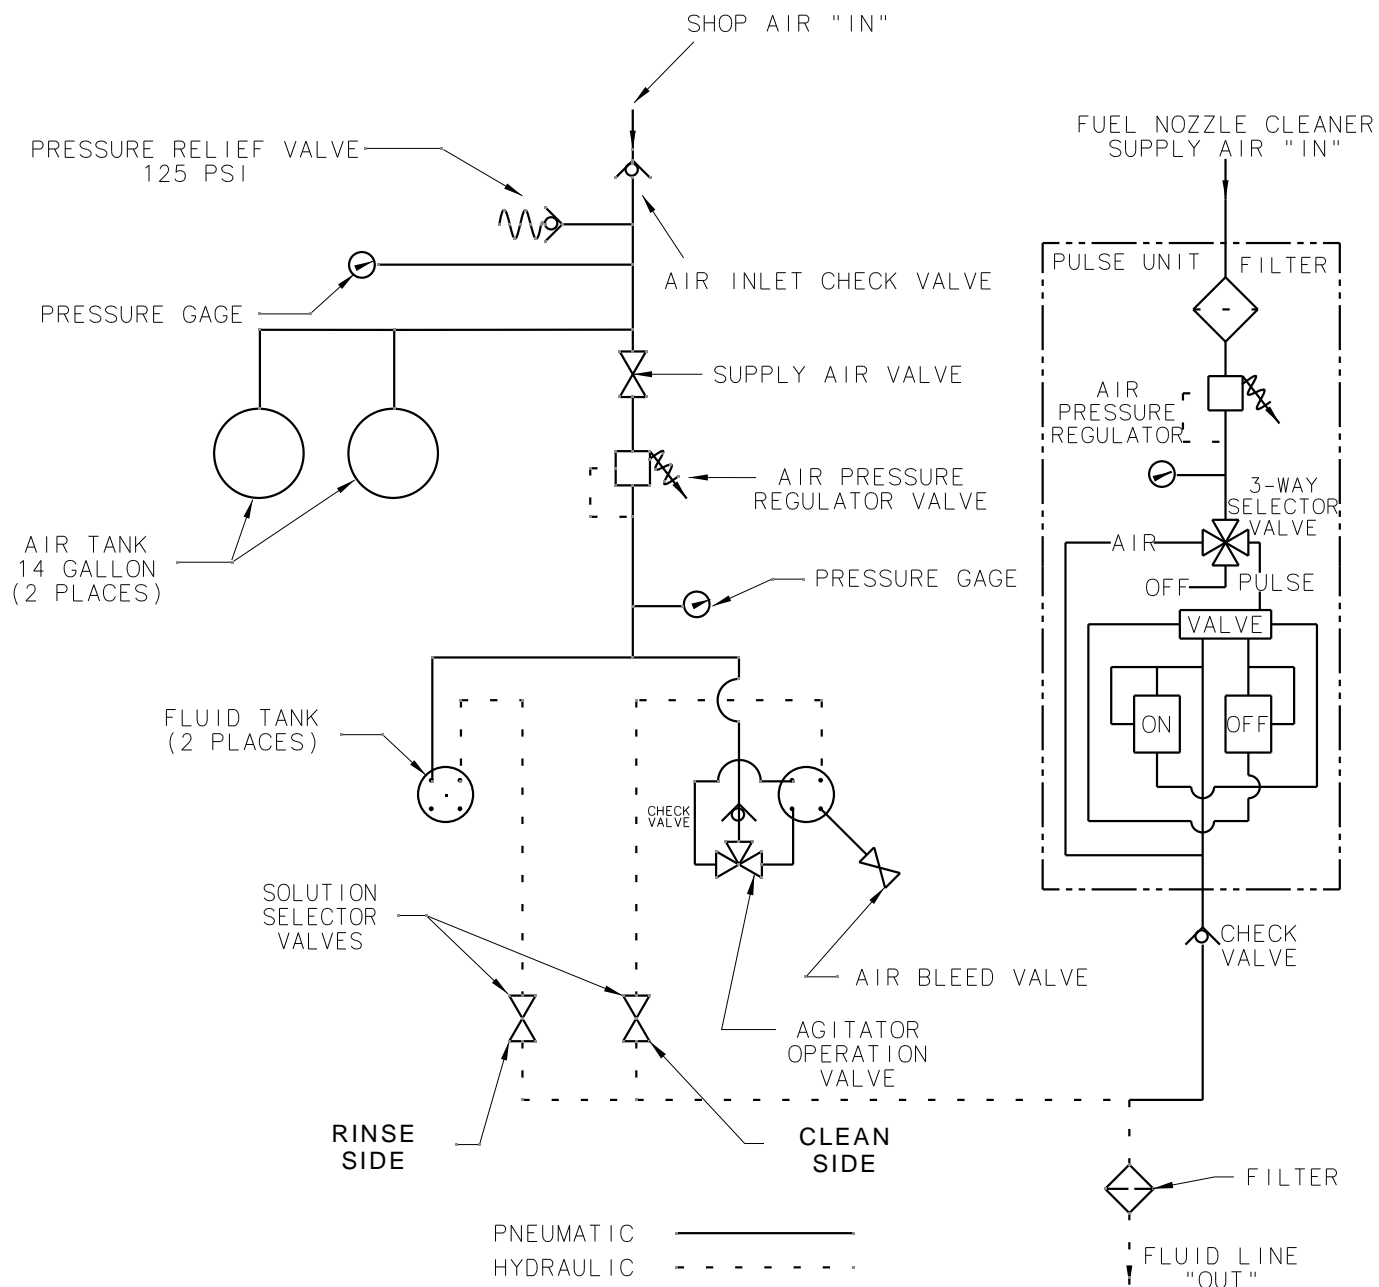 SHOP AIR "IN"
FUEL NOZZLE CLEANER
SUPPLY AIR "IN"
PRESSURE RELIEF VALVE
125 PSI
PULSE UNIT
FILTER
AIR INLET CHECK VALVE
PRESSURE GAGE
SUPPLY AIR VALVE
AIR
PRESSURE
REGULATOR
AIR PRESSURE
REGULATOR VALVE
3-WAY
SELECTOR
VALVE
AIR TANK
14 GALLON
(2 PLACES)
AIR
OFF
PULSE
PRESSURE GAGE
VALVE
FLUID TANK
(2 PLACES)
ON
OFF
CHECK
VALVE
SOLUTION
SELECTOR
VALVES
CHECK
VALVE
AIR BLEED VALVE
AGITATOR
OPERATION
VALVE
RINSE
SIDE
CLEAN
SIDE
FILTER
PNEUMATIC
HYDRAULIC
FLUID LINE
"OUT"